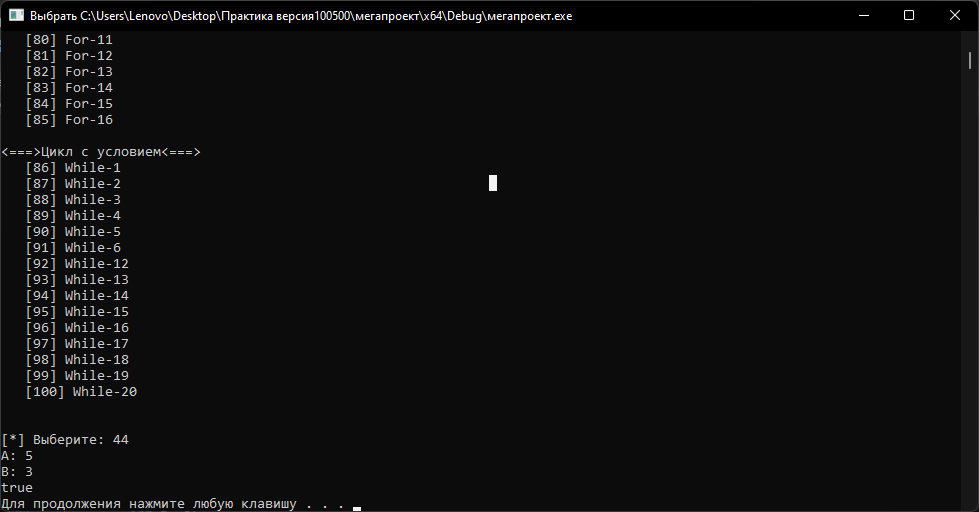 Выбрать C:\Users\Lenovo\Desktop\Практика версия100500\мегапроект\x64\Debug\мегапроект.exe
[80] For-11
[81] For-12
[82] For-13
[83] For-14
[84] For-15
[85] For-16
<===>Цикл с условием<===>
[86] While-1
[87] While-2
[88] While-3
[89] While-4
[90] While-5
[91] While-6
[92] While-12
[93] While-13
[94] While-14
[95] While-15
[96] While-16
[97] While-17
[98] While-18
[99] While-19
[100] While-20
[*] Выберите: 44
A: 5
B: 3
true
Для продолжения нажмите любую клавишу . . .